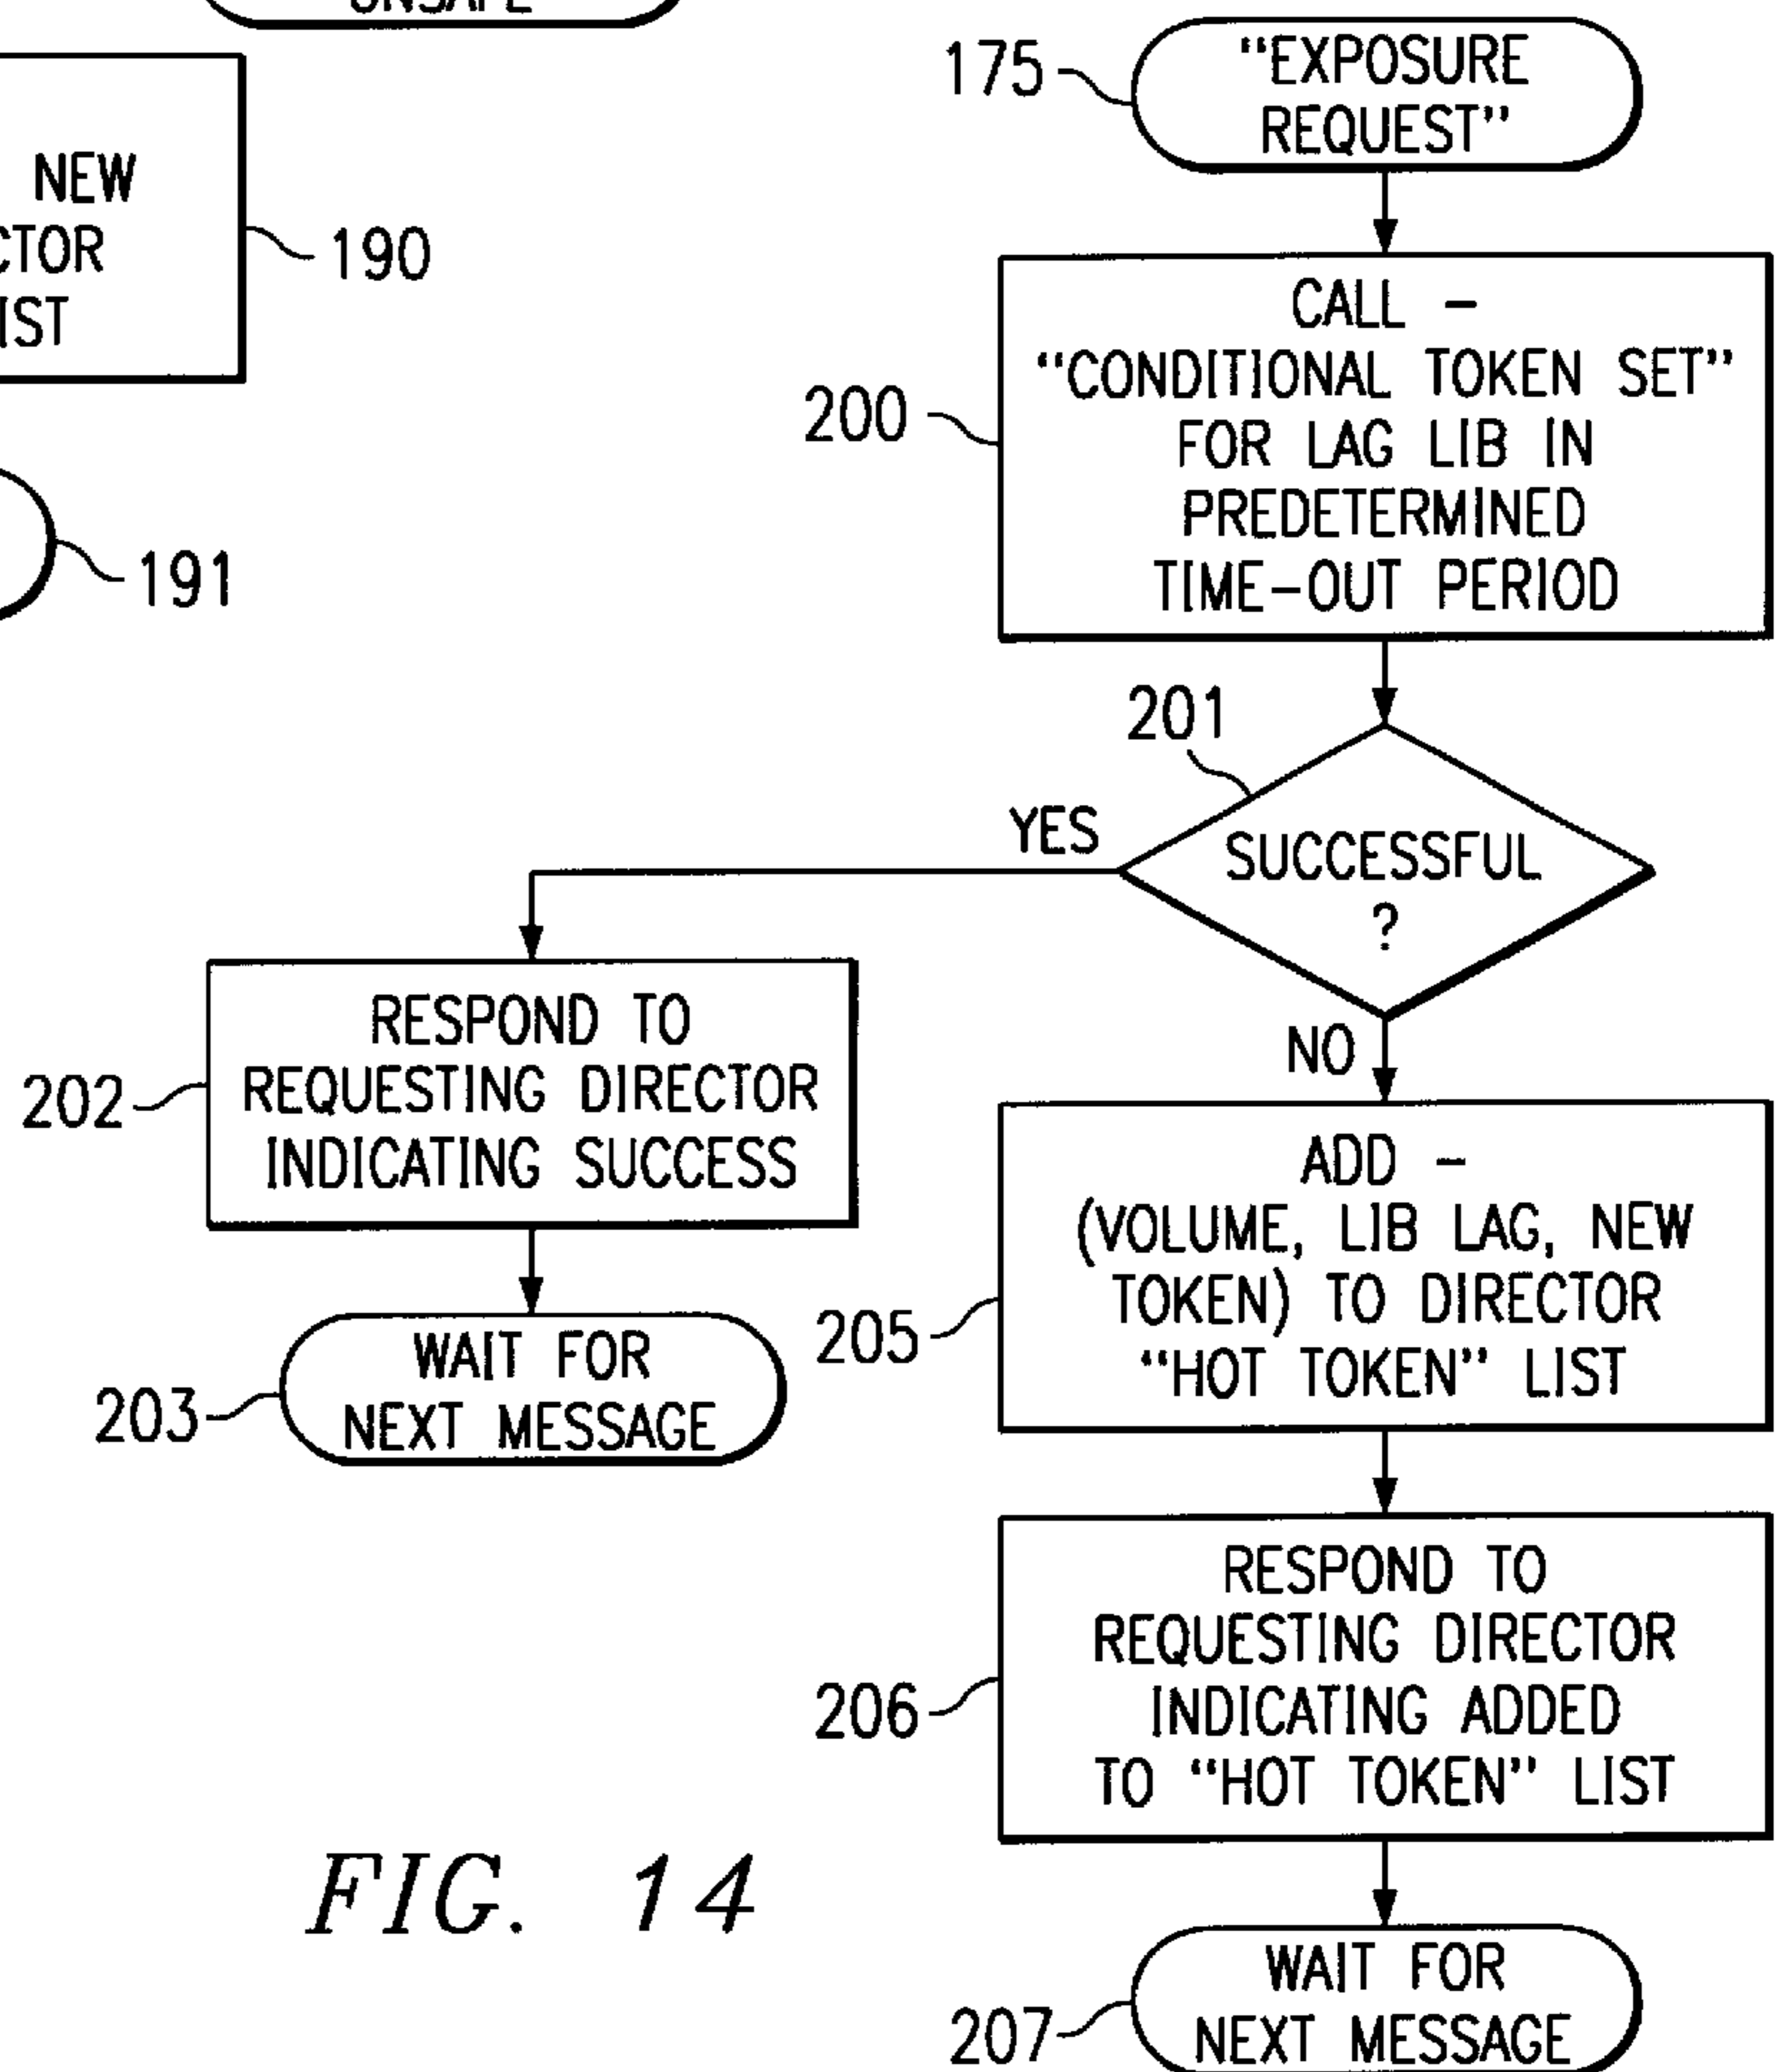 175
“EXPOSURE
REQUEST”
NEW
190
IST
200
CALL –
“CONDITIONAL TOKEN SET”
FOR LAG LIB IN
PREDETERMINED
TIME–OUT PERIOD
191
201
SUCCESSFUL
?
YES
NO
202
RESPOND TO
REQUESTING DIRECTOR
INDICATING SUCCESS
203
WAIT FOR
NEXT MESSAGE
205
ADD –
(VOLUME, LIB LAG, NEW
TOKEN) TO DIRECTOR
“HOT TOKEN” LIST
206
RESPOND TO
REQUESTING DIRECTOR
INDICATING ADDED
TO “HOT TOKEN” LIST
207
WAIT FOR
NEXT MESSAGE
FIG. 14